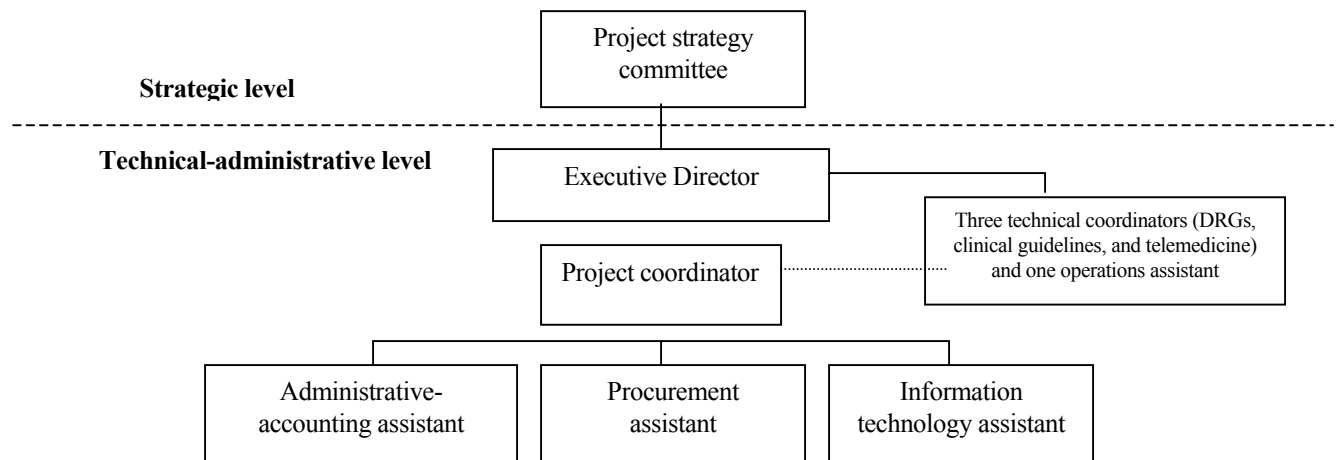 Project strategy
committee
Strategic level
Technical-administrative level
Executive Director
Three technical coordinators (DRGs,
clinical guidelines, and telemedicine)
and one operations assistant
Project coordinator
Administrative-
accounting assistant
Procurement
assistant
Information
technology assistant